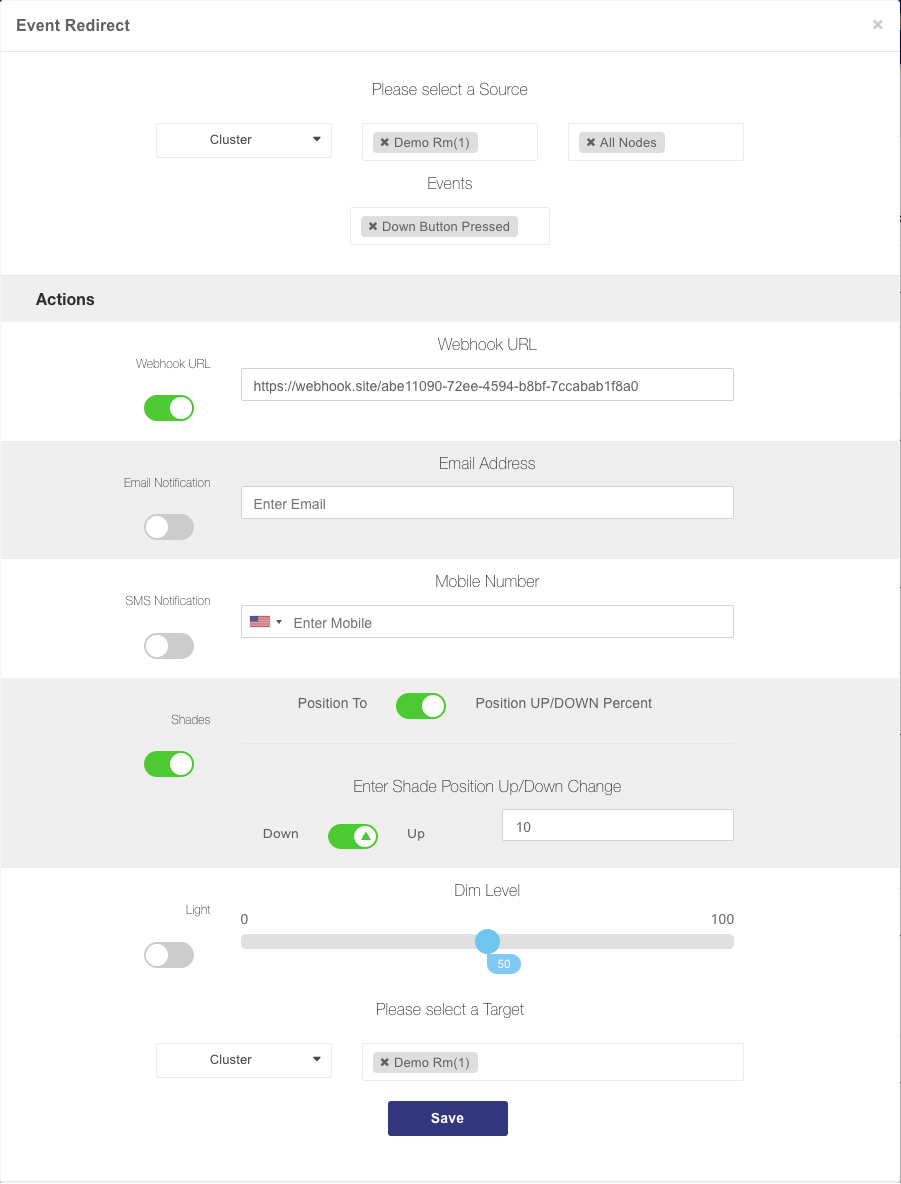 Event Redirect ×
Please select a Source
Cluster ✖ Demo Rm(1) ✖ All Nodes
Events
✖ Down Button Pressed
Actions
Webhook URL
Webhook URL
https://webhook.site/abe11090-72ee-4594-b8bf-7ccabab1f8a0
Email Address
Email Notification
Enter Email
Mobile Number
SMS Notification
Enter Mobile
Position To Position UP/DOWN Percent
Shades
Enter Shade Position Up/Down Change
Down Up 10
Dim Level
Light
0 100
50
Please select a Target
Cluster ✖ Demo Rm(1)
Save